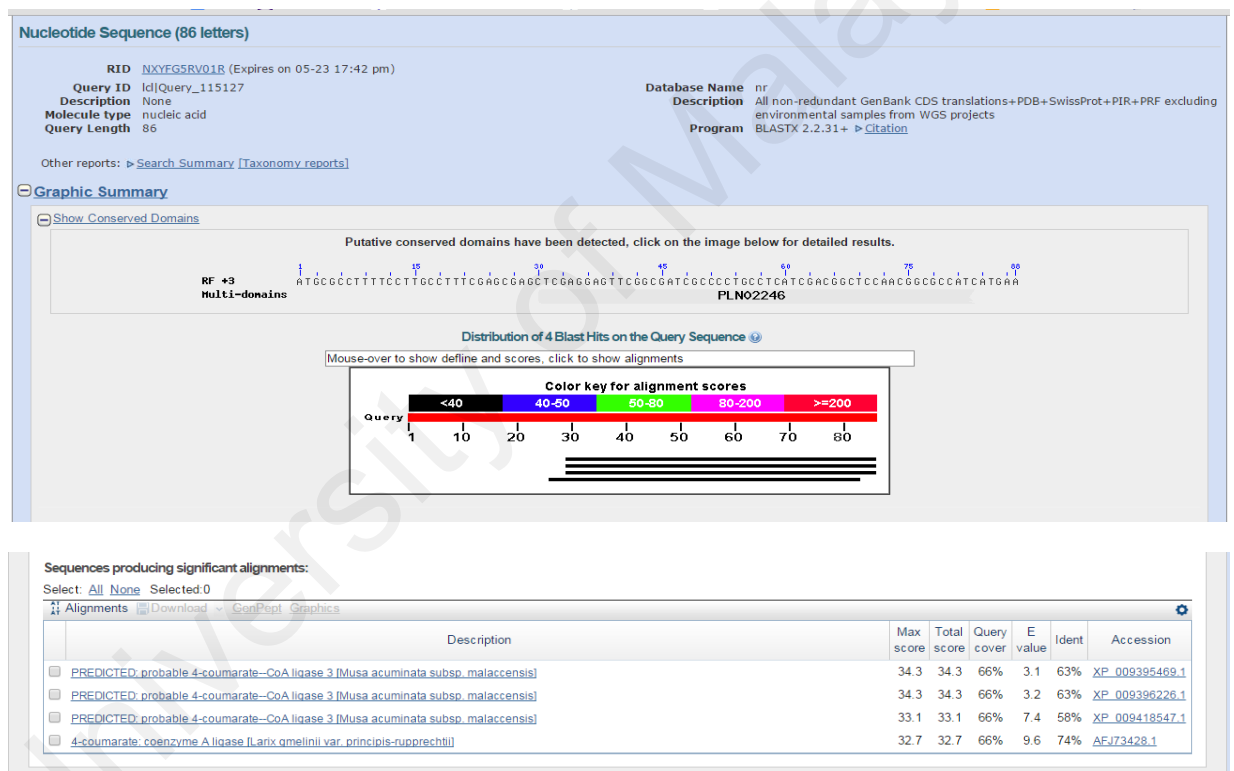 Nucleotide Sequence (86 letters)
RID NXYFG5RV01R (Expires on 05-23 17:42 pm)
Query ID lcl|Query_115127
Description None
Molecule type nucleic acid
Query Length 86
Database Name nr
Description All non-redundant GenBank CDS translations+PDB+SwissProt+PIR+PRF excluding
environmental samples from WGS projects
Program BLASTX 2.2.31+ ▷ Citation
Other reports: ▷ Search Summary [Taxonomy reports]
Graphic Summary
Show Conserved Domains
Putative conserved domains have been detected, click on the image below for detailed results.
1 15 30 45 60 75
RF +3 ATGCGCCTTTTCCTTGCCTTTCGAGCGAGCTCGAGGAGTTCGGCGATCGCCCCTGCCTCATCGACGGCTCCAACGGCGCCATCATGAA
Multi-domains PLN02246
Distribution of 4 Blast Hits on the Query Sequence
Mouse-over to show defline and scores, click to show alignments
Color key for alignment scores
<40 40-50 50-80 80-200 >=200
Query
1 10 20 30 40 50 60 70 80
Sequences producing significant alignments:
Select: All None Selected:0
Alignments Download GenPept Graphics
Description Max score Total score Query cover E value Ident Accession
PREDICTED: probable 4-coumarate--CoA ligase 3 [Musa acuminata subsp. malaccensis] 34.3 34.3 66% 3.1 63% XP_009395469.1
PREDICTED: probable 4-coumarate--CoA ligase 3 [Musa acuminata subsp. malaccensis] 34.3 34.3 66% 3.2 63% XP_009396226.1
PREDICTED: probable 4-coumarate--CoA ligase 3 [Musa acuminata subsp. malaccensis] 33.1 33.1 66% 7.4 58% XP_009418547.1
4-coumarate: coenzyme A ligase [Larix gmelinii var. principis-rupprechtii] 32.7 32.7 66% 9.6 74% AFJ73428.1
University of Malay